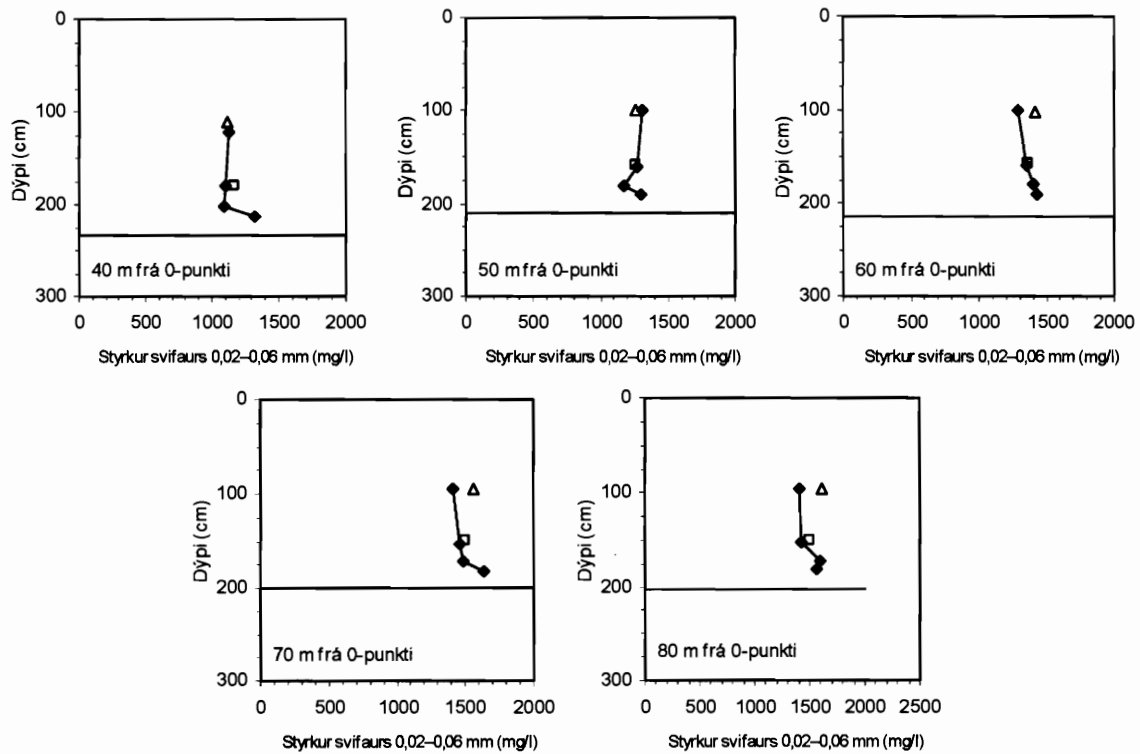 0
100
200
300
Dýpi (cm)
40 m frá 0-punkti
0 500 1000 1500 2000
Styrkur svifaurs 0,02–0,06 mm (mg/l)
0
100
200
300
Dýpi (cm)
50 m frá 0-punkti
0 500 1000 1500 2000
Styrkur svifaurs 0,02–0,06 mm (mg/l)
0
100
200
300
Dýpi (cm)
60 m frá 0-punkti
0 500 1000 1500 2000
Styrkur svifaurs 0,02–0,06 mm (mg/l)
0
100
200
300
Dýpi (cm)
70 m frá 0-punkti
0 500 1000 1500 2000
Styrkur svifaurs 0,02–0,06 mm (mg/l)
0
100
200
300
Dýpi (cm)
80 m frá 0-punkti
0 500 1000 1500 2000 2500
Styrkur svifaurs 0,02–0,06 mm (mg/l)